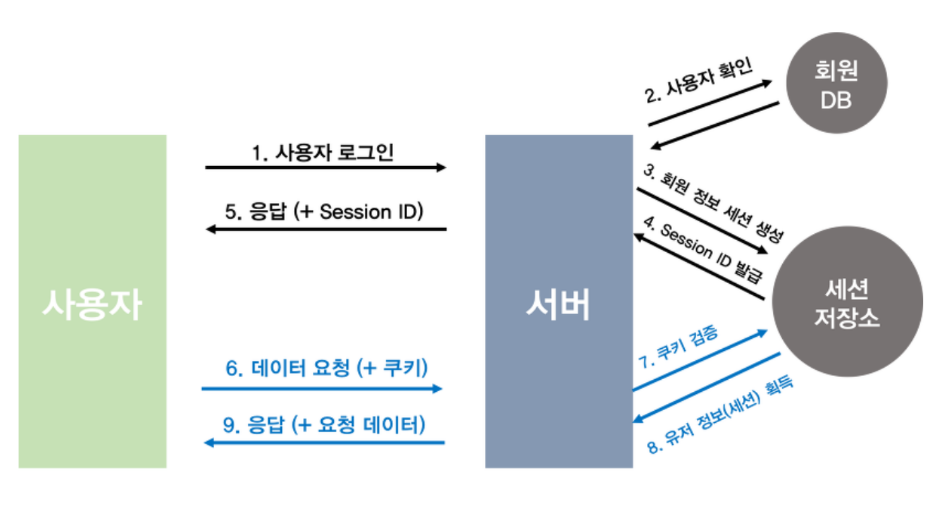 회원
DB
2. 사용자 확인
1. 사용자 로그인
3. 회원 정보 세션 생성
5. 응답 (+ Session ID)
4. Session ID 발급
사용자
서버
세션
저장소
6. 데이터 요청 (+ 쿠키)
7. 쿠키 검증
9. 응답 (+ 요청 데이터)
8. 유저 정보(세션) 획득